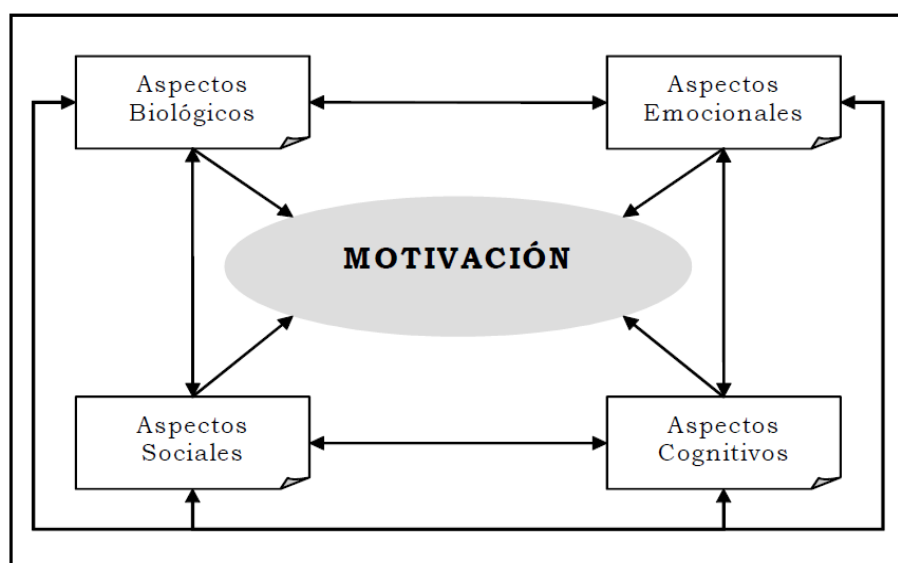 Aspectos
Biológicos
Aspectos
Emocionales
MOTIVACIÓN
Aspectos
Sociales
Aspectos
Cognitivos